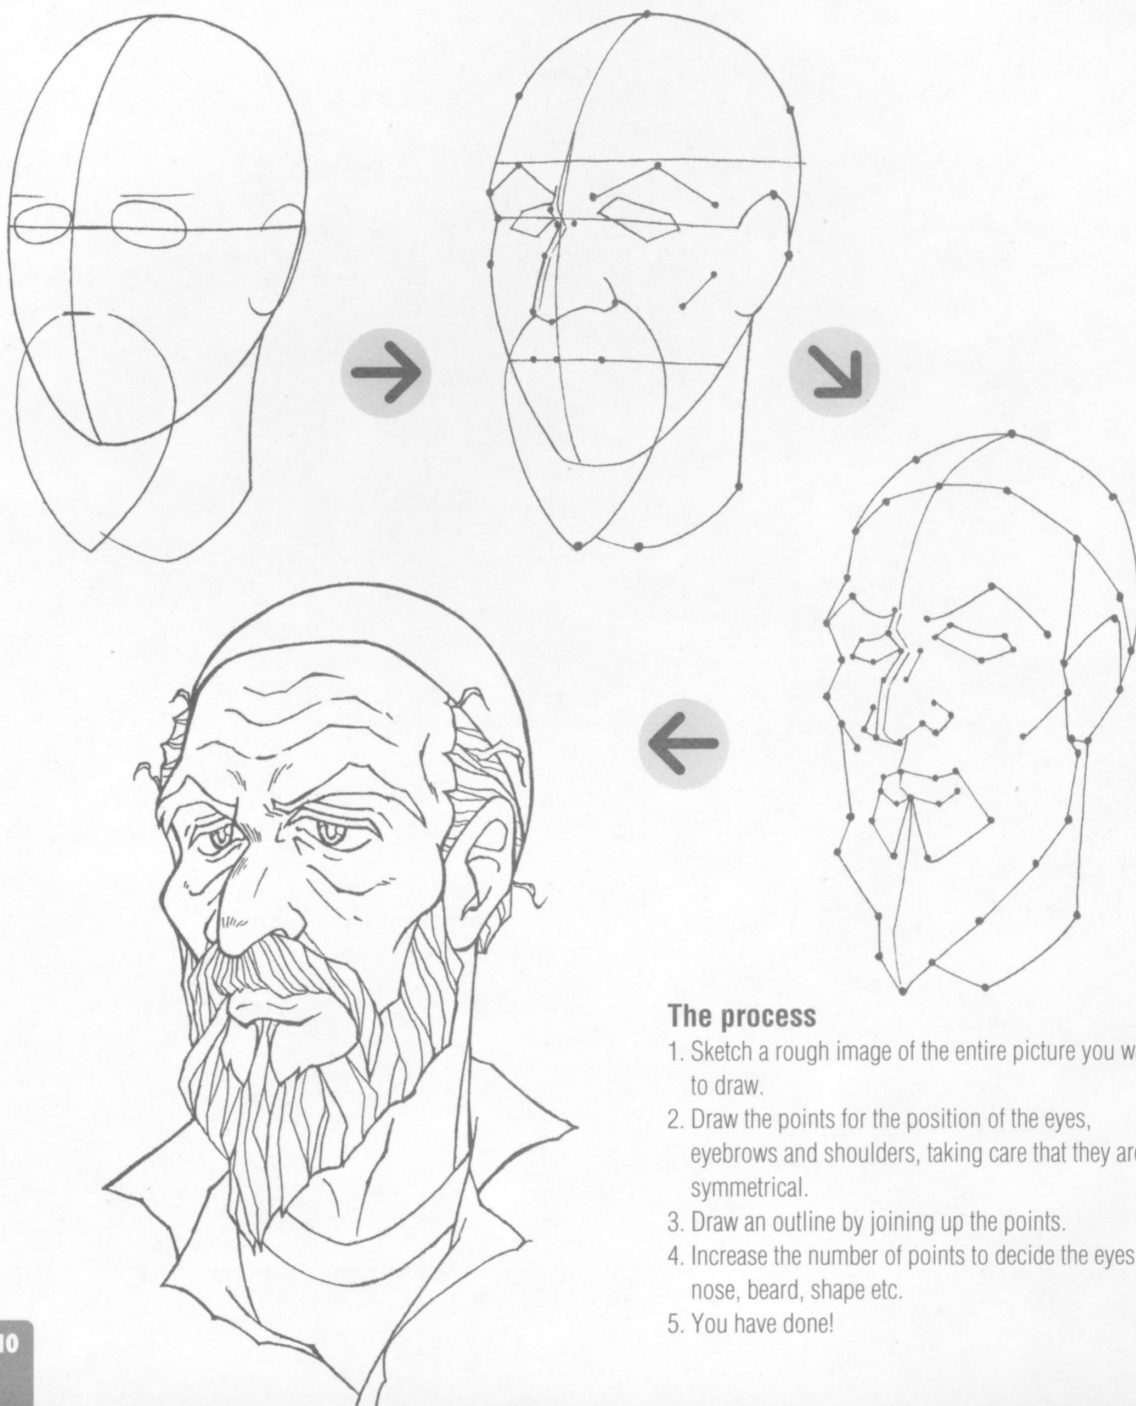 The process
1. Sketch a rough image of the entire picture you w
to draw.
2. Draw the points for the position of the eyes,
eyebrows and shoulders, taking care that they are
symmetrical.
3. Draw an outline by joining up the points.
4. Increase the number of points to decide the eyes
nose, beard, shape etc.
5. You have done!
10